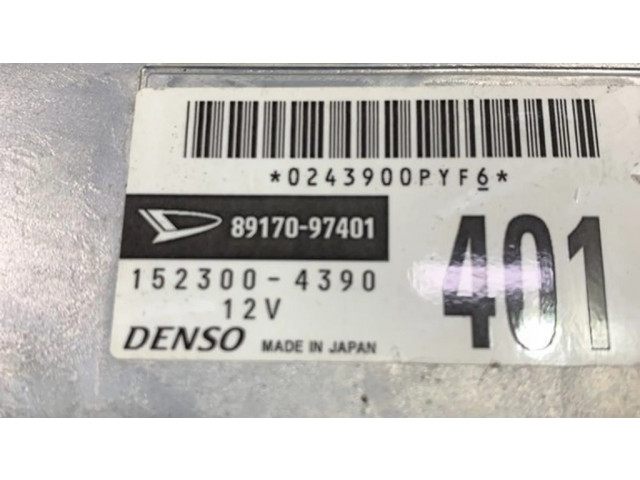 *0243900PYF6*
89170-97401
401
152300-4390
12V
DENSO MADE IN JAPAN